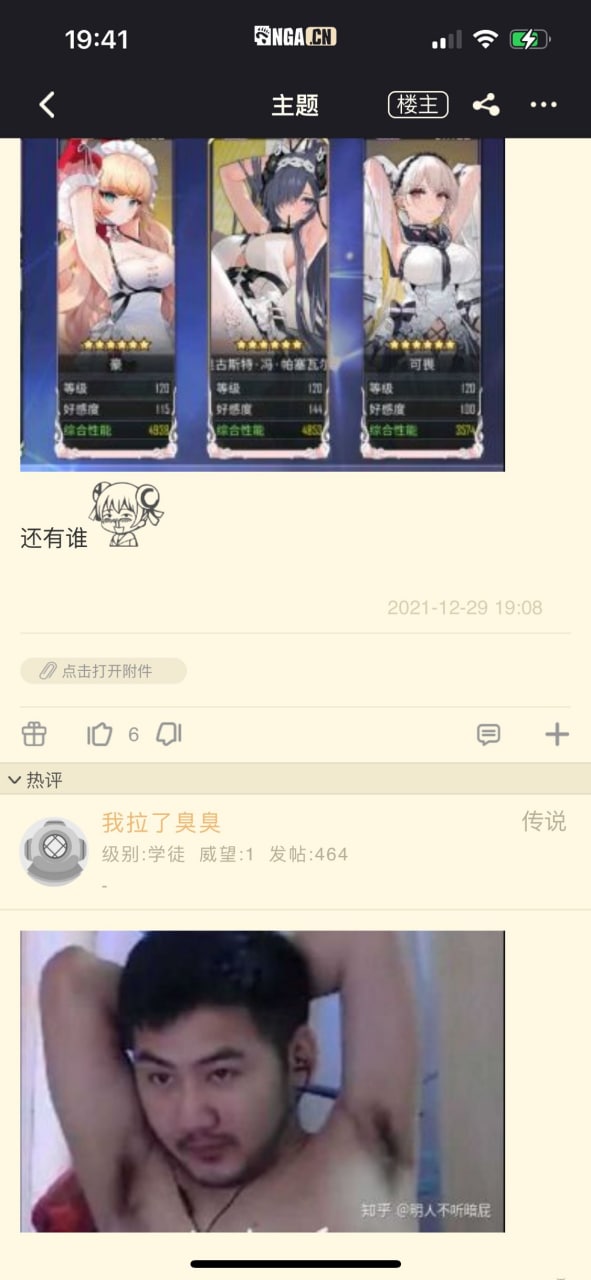 19:41
NGA.CN
主题
楼主
豪
古斯特·冯·帕塞瓦尔
可畏
等级 120
好感度 115
综合性能 4938
等级 120
好感度 144
综合性能 4853
等级 120
好感度 100
综合性能 3574
还有谁
2021-12-29 19:08
点击打开附件
6
热评
我拉了臭臭
传说
级别:学徒 威望:1 发帖:464
-
知乎 @明人不听暗屁